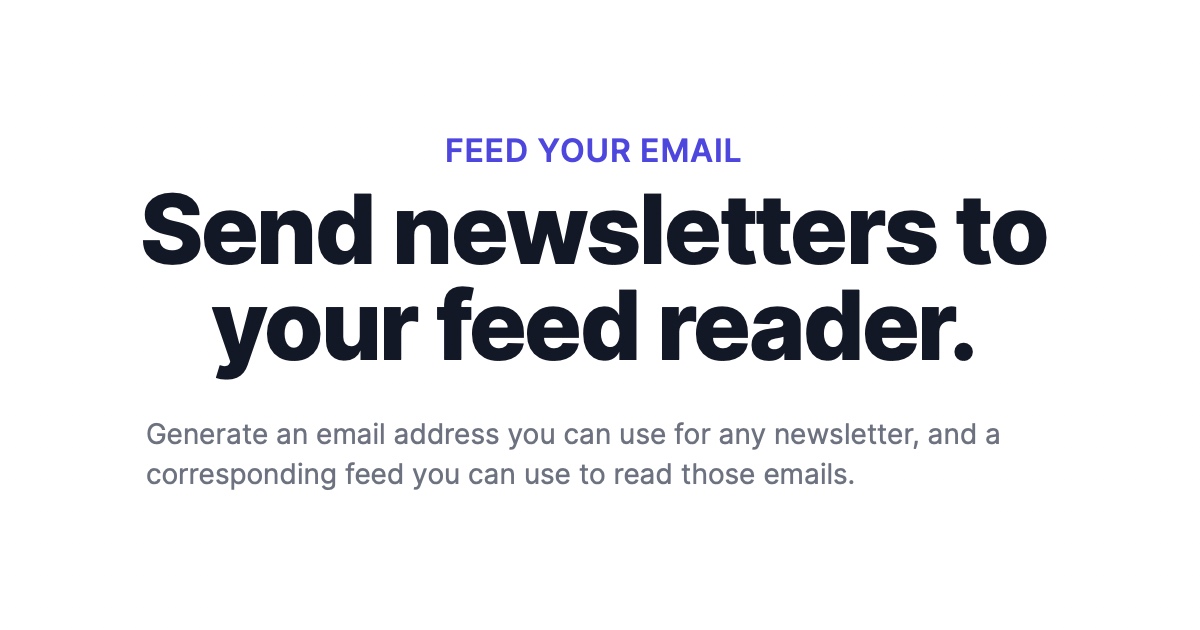 FEED YOUR EMAIL
Send newsletters to
your feed reader.
Generate an email address you can use for any newsletter, and a
corresponding feed you can use to read those emails.